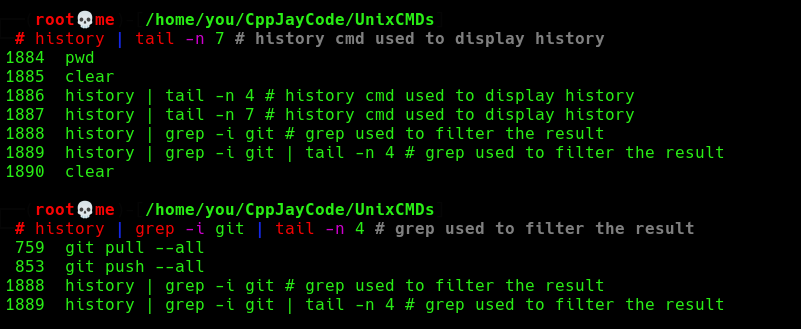 root💀me /home/you/CppJayCode/UnixCMDs
# history | tail -n 7 # history cmd used to display history
1884 pwd
1885 clear
1886 history | tail -n 4 # history cmd used to display history
1887 history | tail -n 7 # history cmd used to display history
1888 history | grep -i git # grep used to filter the result
1889 history | grep -i git | tail -n 4 # grep used to filter the result
1890 clear
root💀me /home/you/CppJayCode/UnixCMDs
# history | grep -i git | tail -n 4 # grep used to filter the result
759 git pull --all
853 git push --all
1888 history | grep -i git # grep used to filter the result
1889 history | grep -i git | tail -n 4 # grep used to filter the result